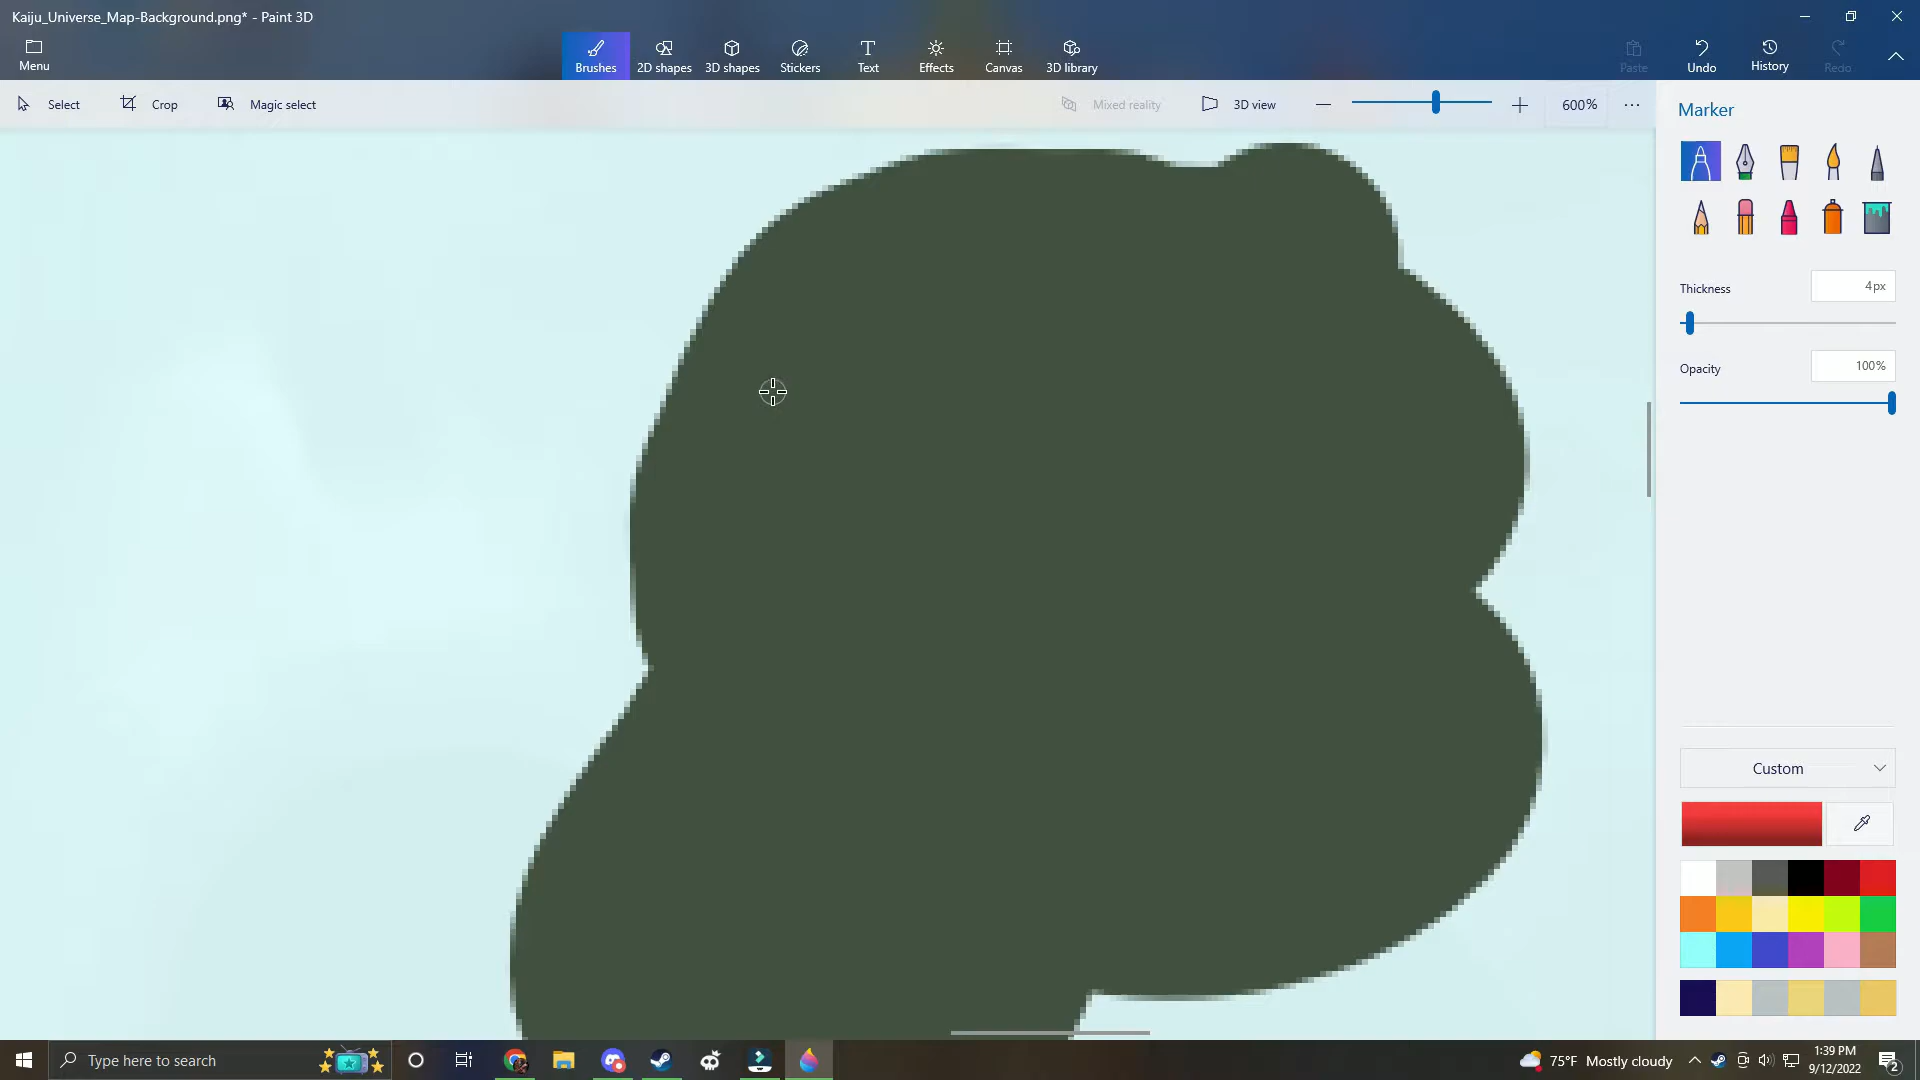 Kaiju_Universe_Map-Background.png* - Paint 3D
Menu
Brushes
2D shapes
3D shapes
Stickers
Text
Effects
Canvas
3D library
Paste
Undo
History
Redo
Select
Crop
Magic select
Mixed reality
3D view
600%
Marker
Thickness
4px
Opacity
100%
Custom
Type here to search
75°F Mostly cloudy
1:39 PM
9/12/2022
2